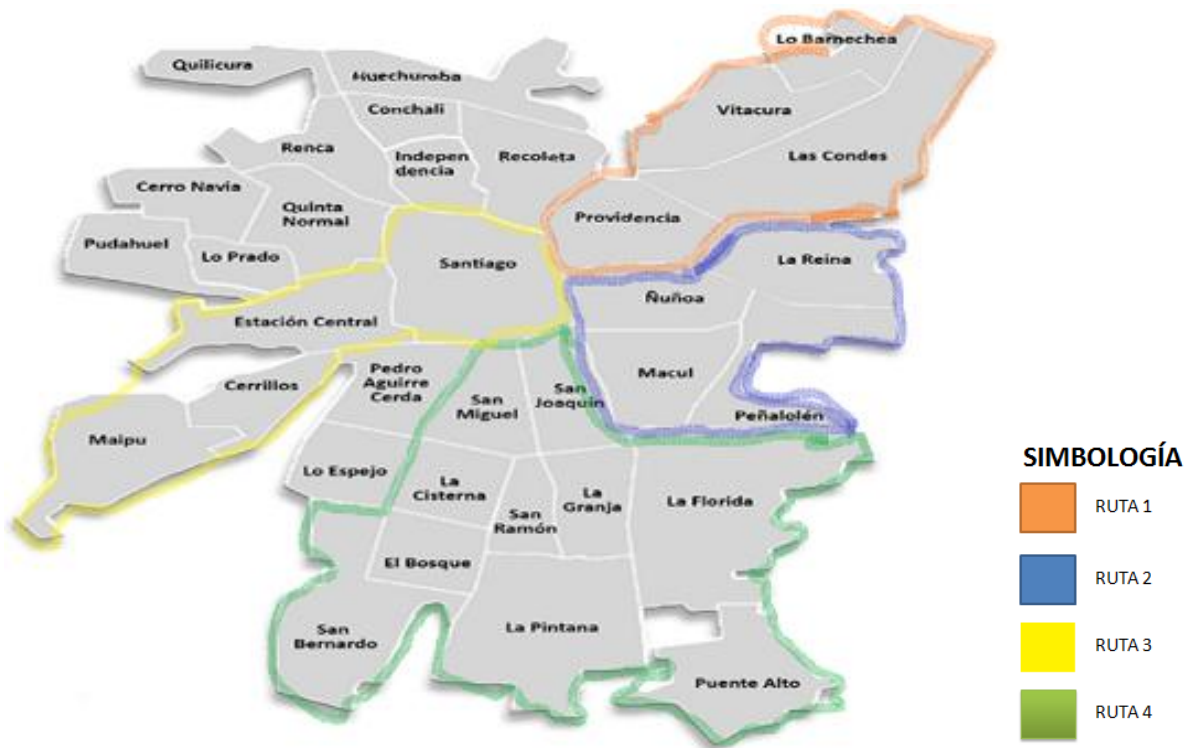 Lo Barnechea
Quilicura
Huechuraba
Conchalí
Vitacura
Renca
Indepen
dencia
Recoleta
Las Condes
Cerro Navia
Quinta
Normal
Providencia
Pudahuel
Lo Prado
Santiago
La Reina
Ñuñoa
Estación Central
Pedro
Aguirre
Cerda
Cerrillos
San
Miguel
San
Joaquin
Macul
Peñalolén
Maipu
Lo Espejo
La
Cisterna
San
Ramón
La
Granja
La Florida
El Bosque
San
Bernardo
La Pintana
Puente Alto
SIMBOLOGÍA
RUTA 1
RUTA 2
RUTA 3
RUTA 4